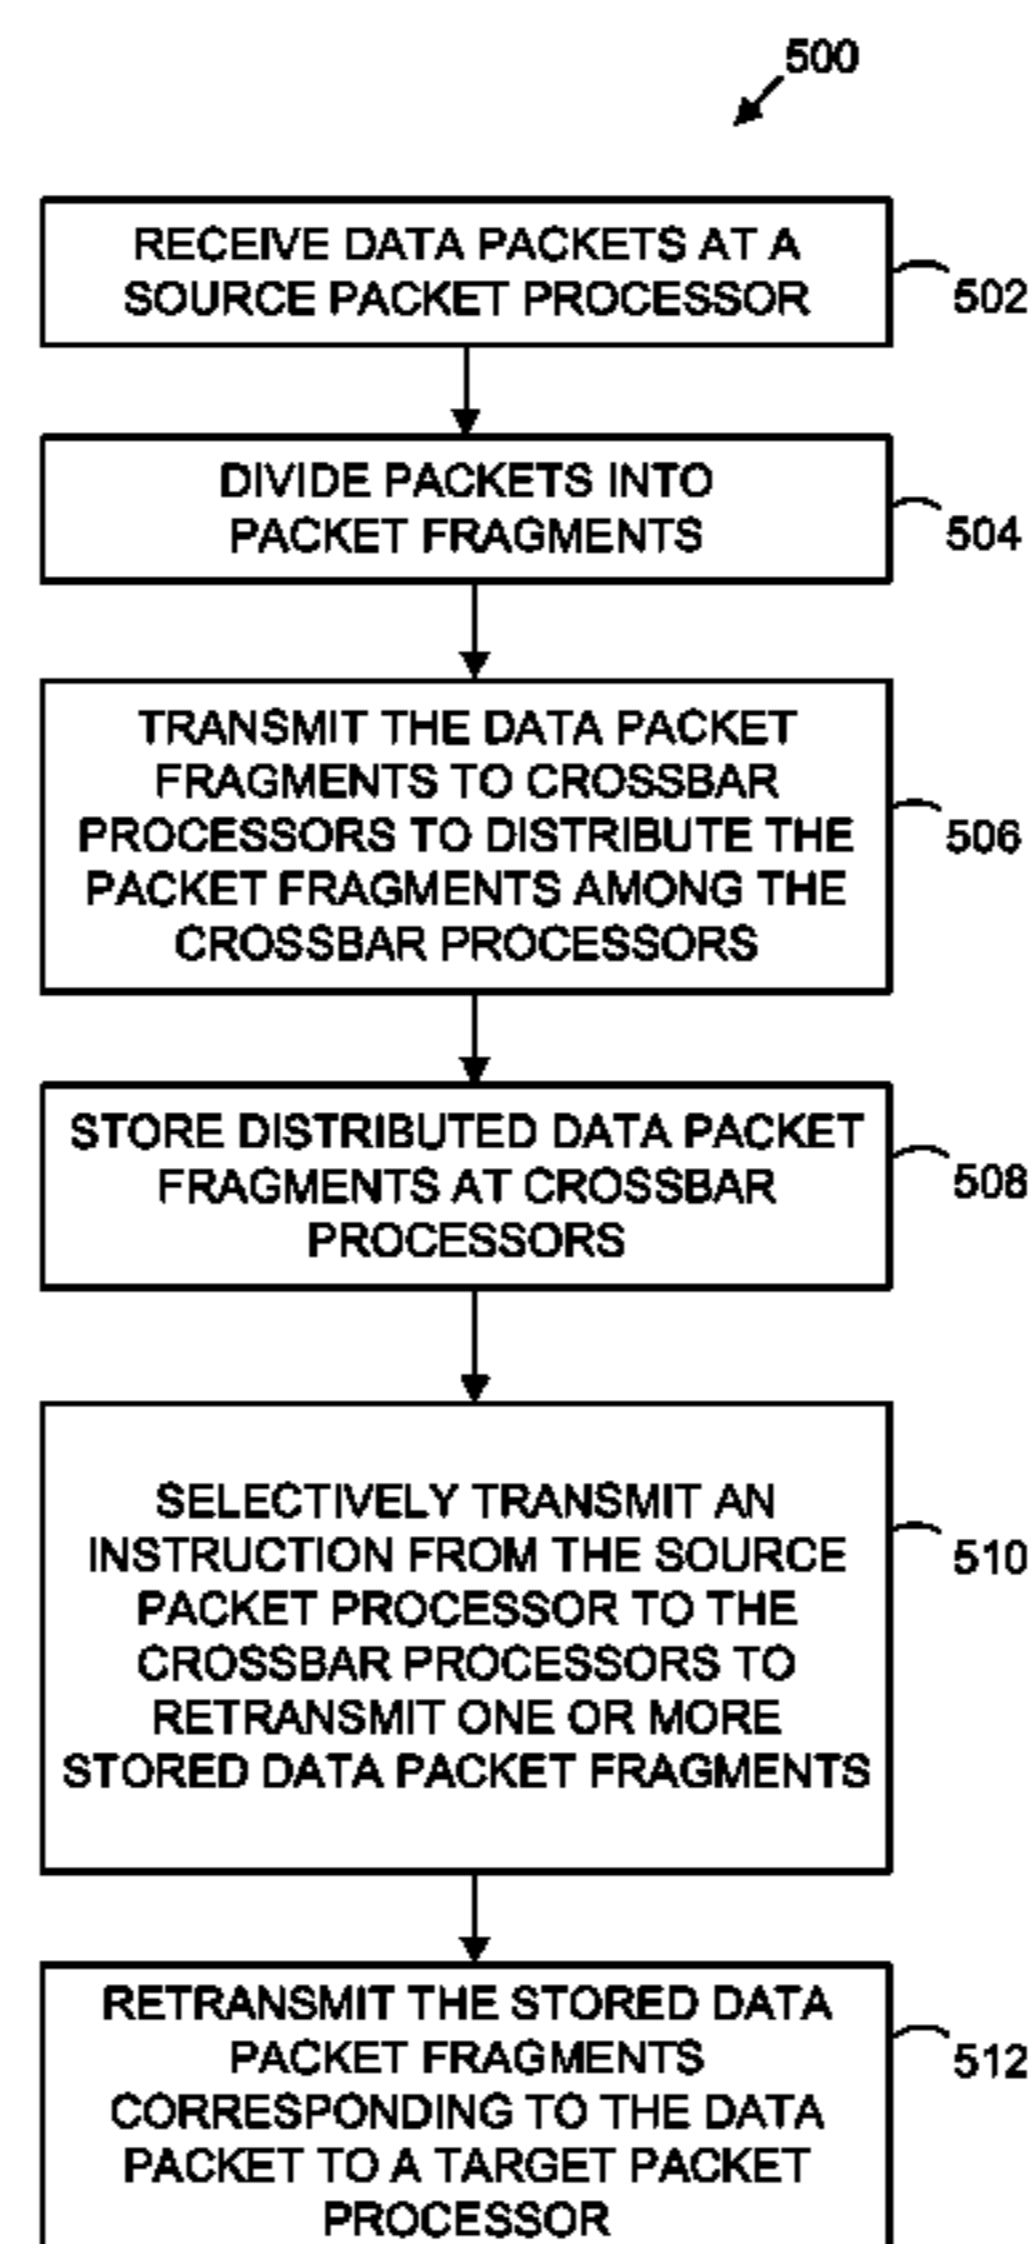 500
RECEIVE DATA PACKETS AT A
SOURCE PACKET PROCESSOR
502
DIVIDE PACKETS INTO
PACKET FRAGMENTS
504
TRANSMIT THE DATA PACKET
FRAGMENTS TO CROSSBAR
PROCESSORS TO DISTRIBUTE THE
PACKET FRAGMENTS AMONG THE
CROSSBAR PROCESSORS
506
STORE DISTRIBUTED DATA PACKET
FRAGMENTS AT CROSSBAR
PROCESSORS
508
SELECTIVELY TRANSMIT AN
INSTRUCTION FROM THE SOURCE
PACKET PROCESSOR TO THE
CROSSBAR PROCESSORS TO
RETRANSMIT ONE OR MORE
STORED DATA PACKET FRAGMENTS
510
RETRANSMIT THE STORED DATA
PACKET FRAGMENTS
CORRESPONDING TO THE DATA
PACKET TO A TARGET PACKET
PROCESSOR
512